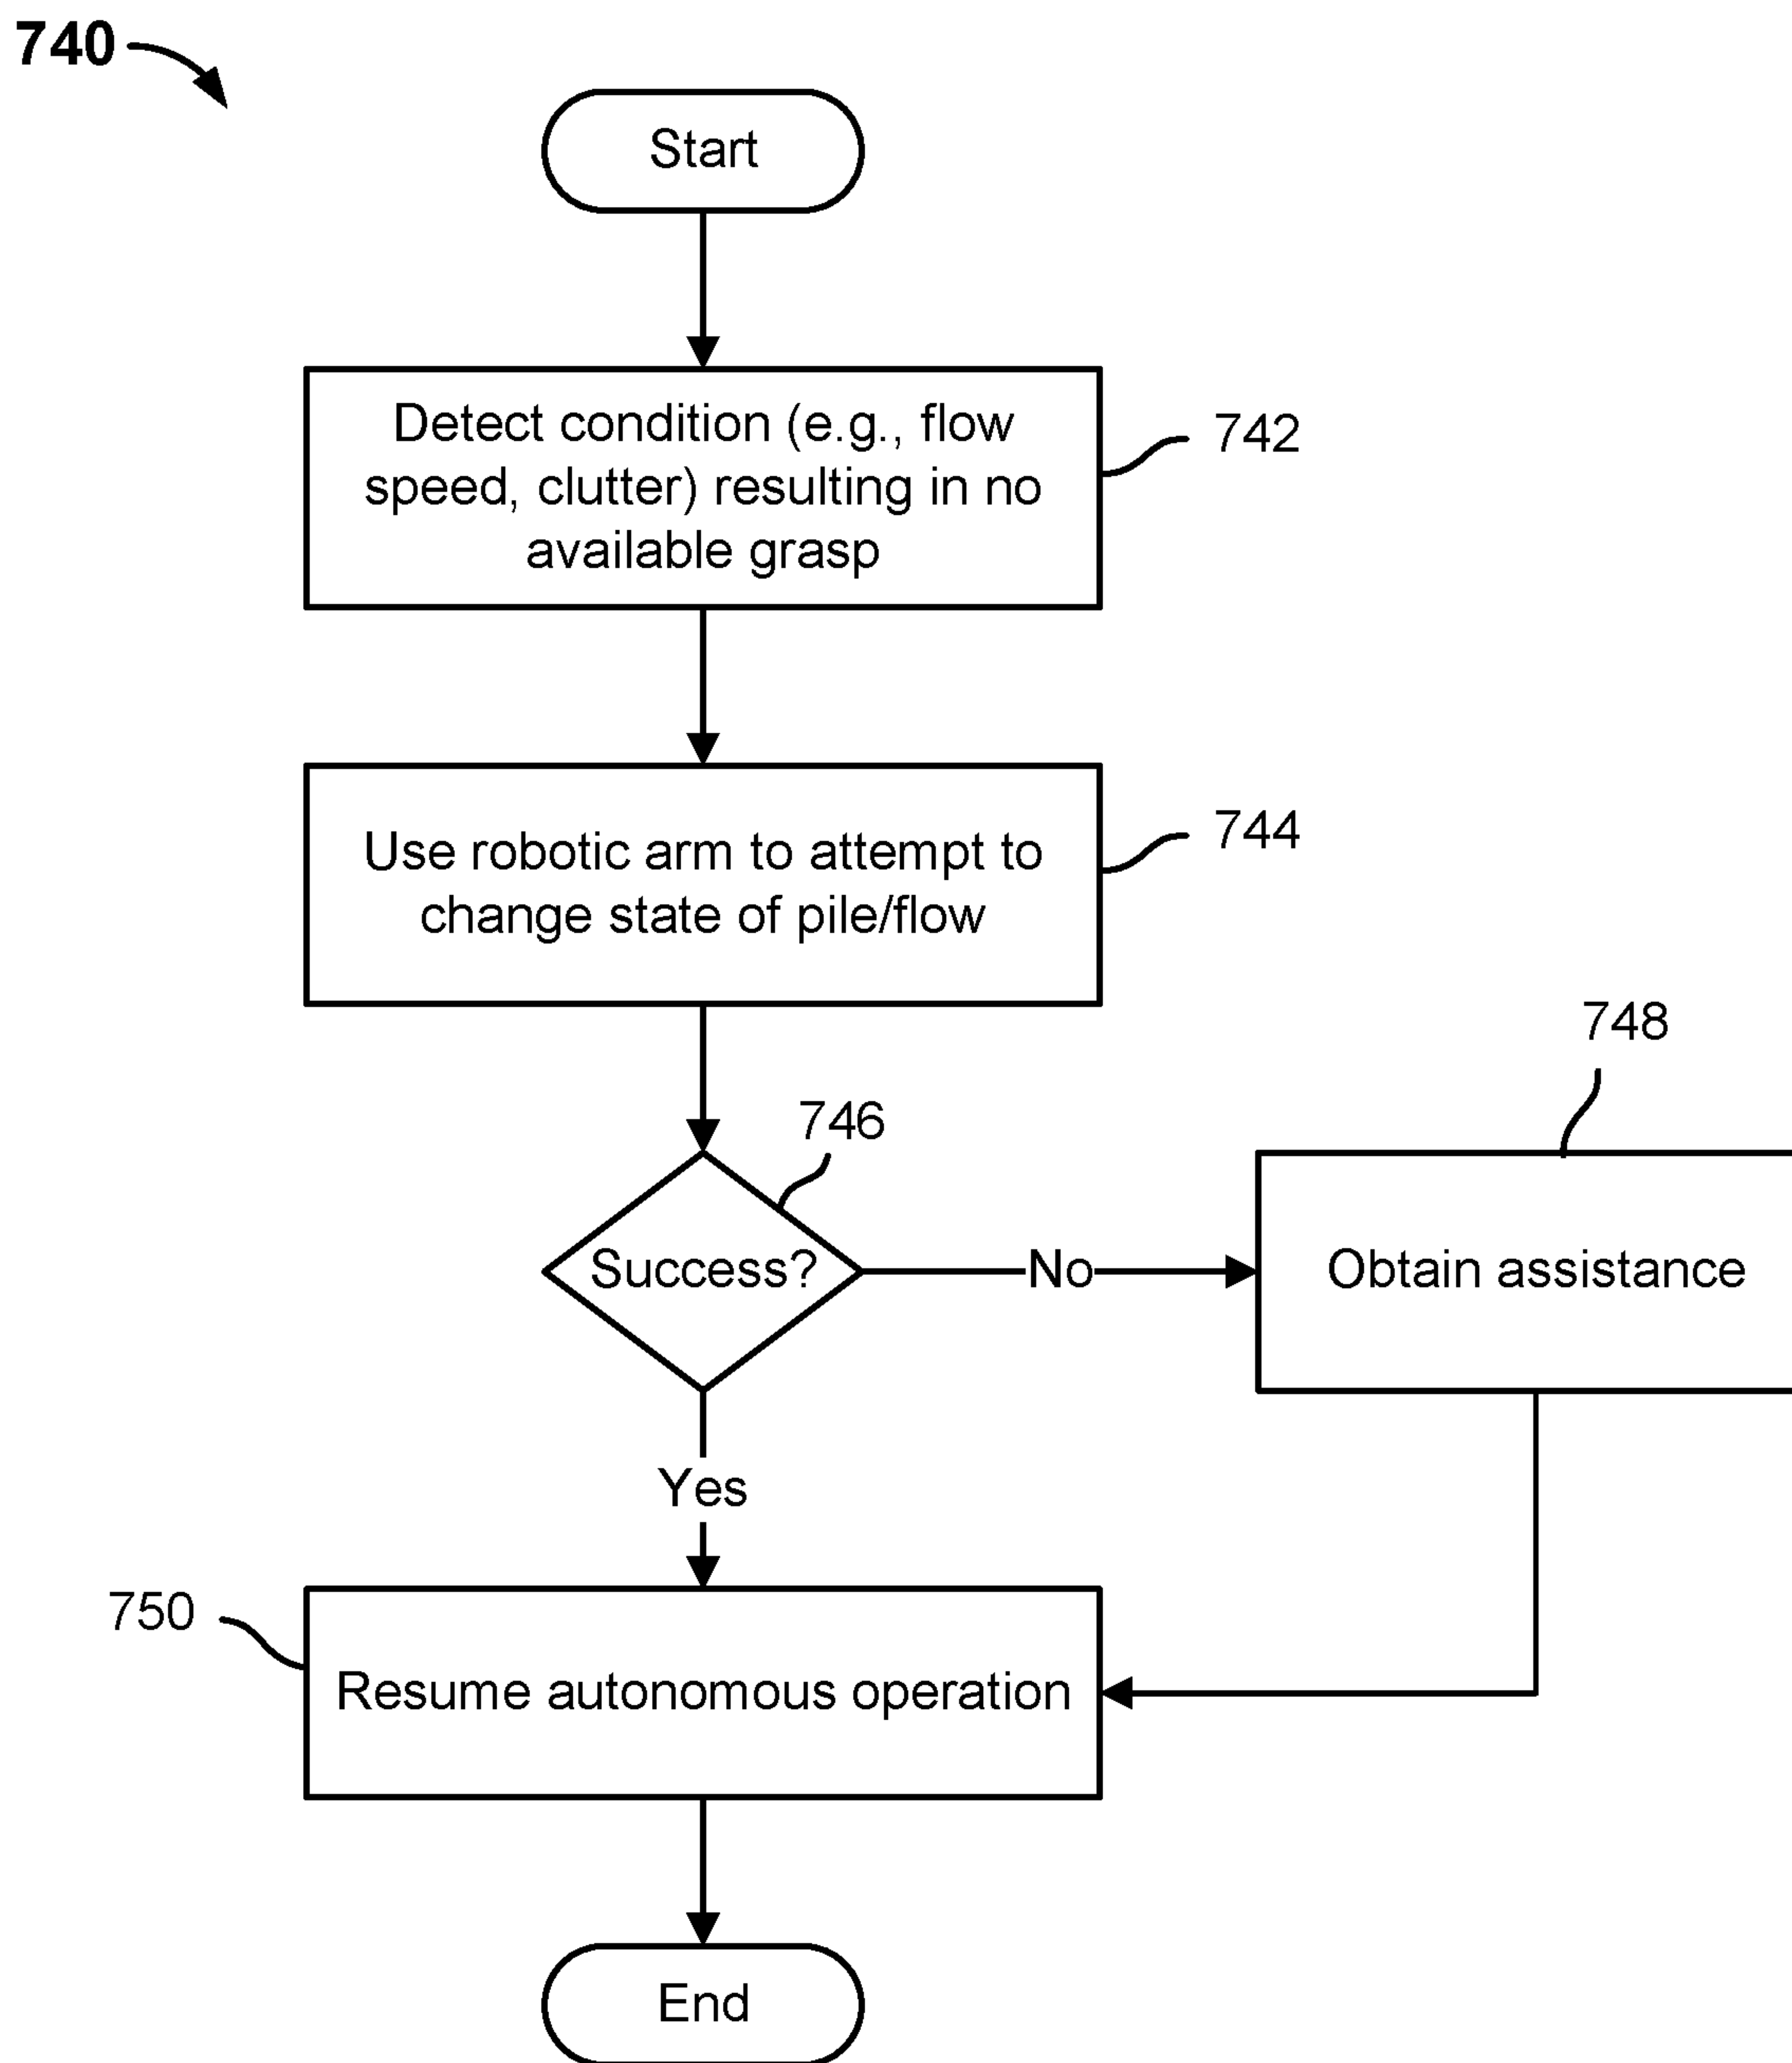 740
Start
Detect condition (e.g., flow
speed, clutter) resulting in no
available grasp
742
Use robotic arm to attempt to
change state of pile/flow
744
746
Success?
No
748
Obtain assistance
Yes
750
Resume autonomous operation
End